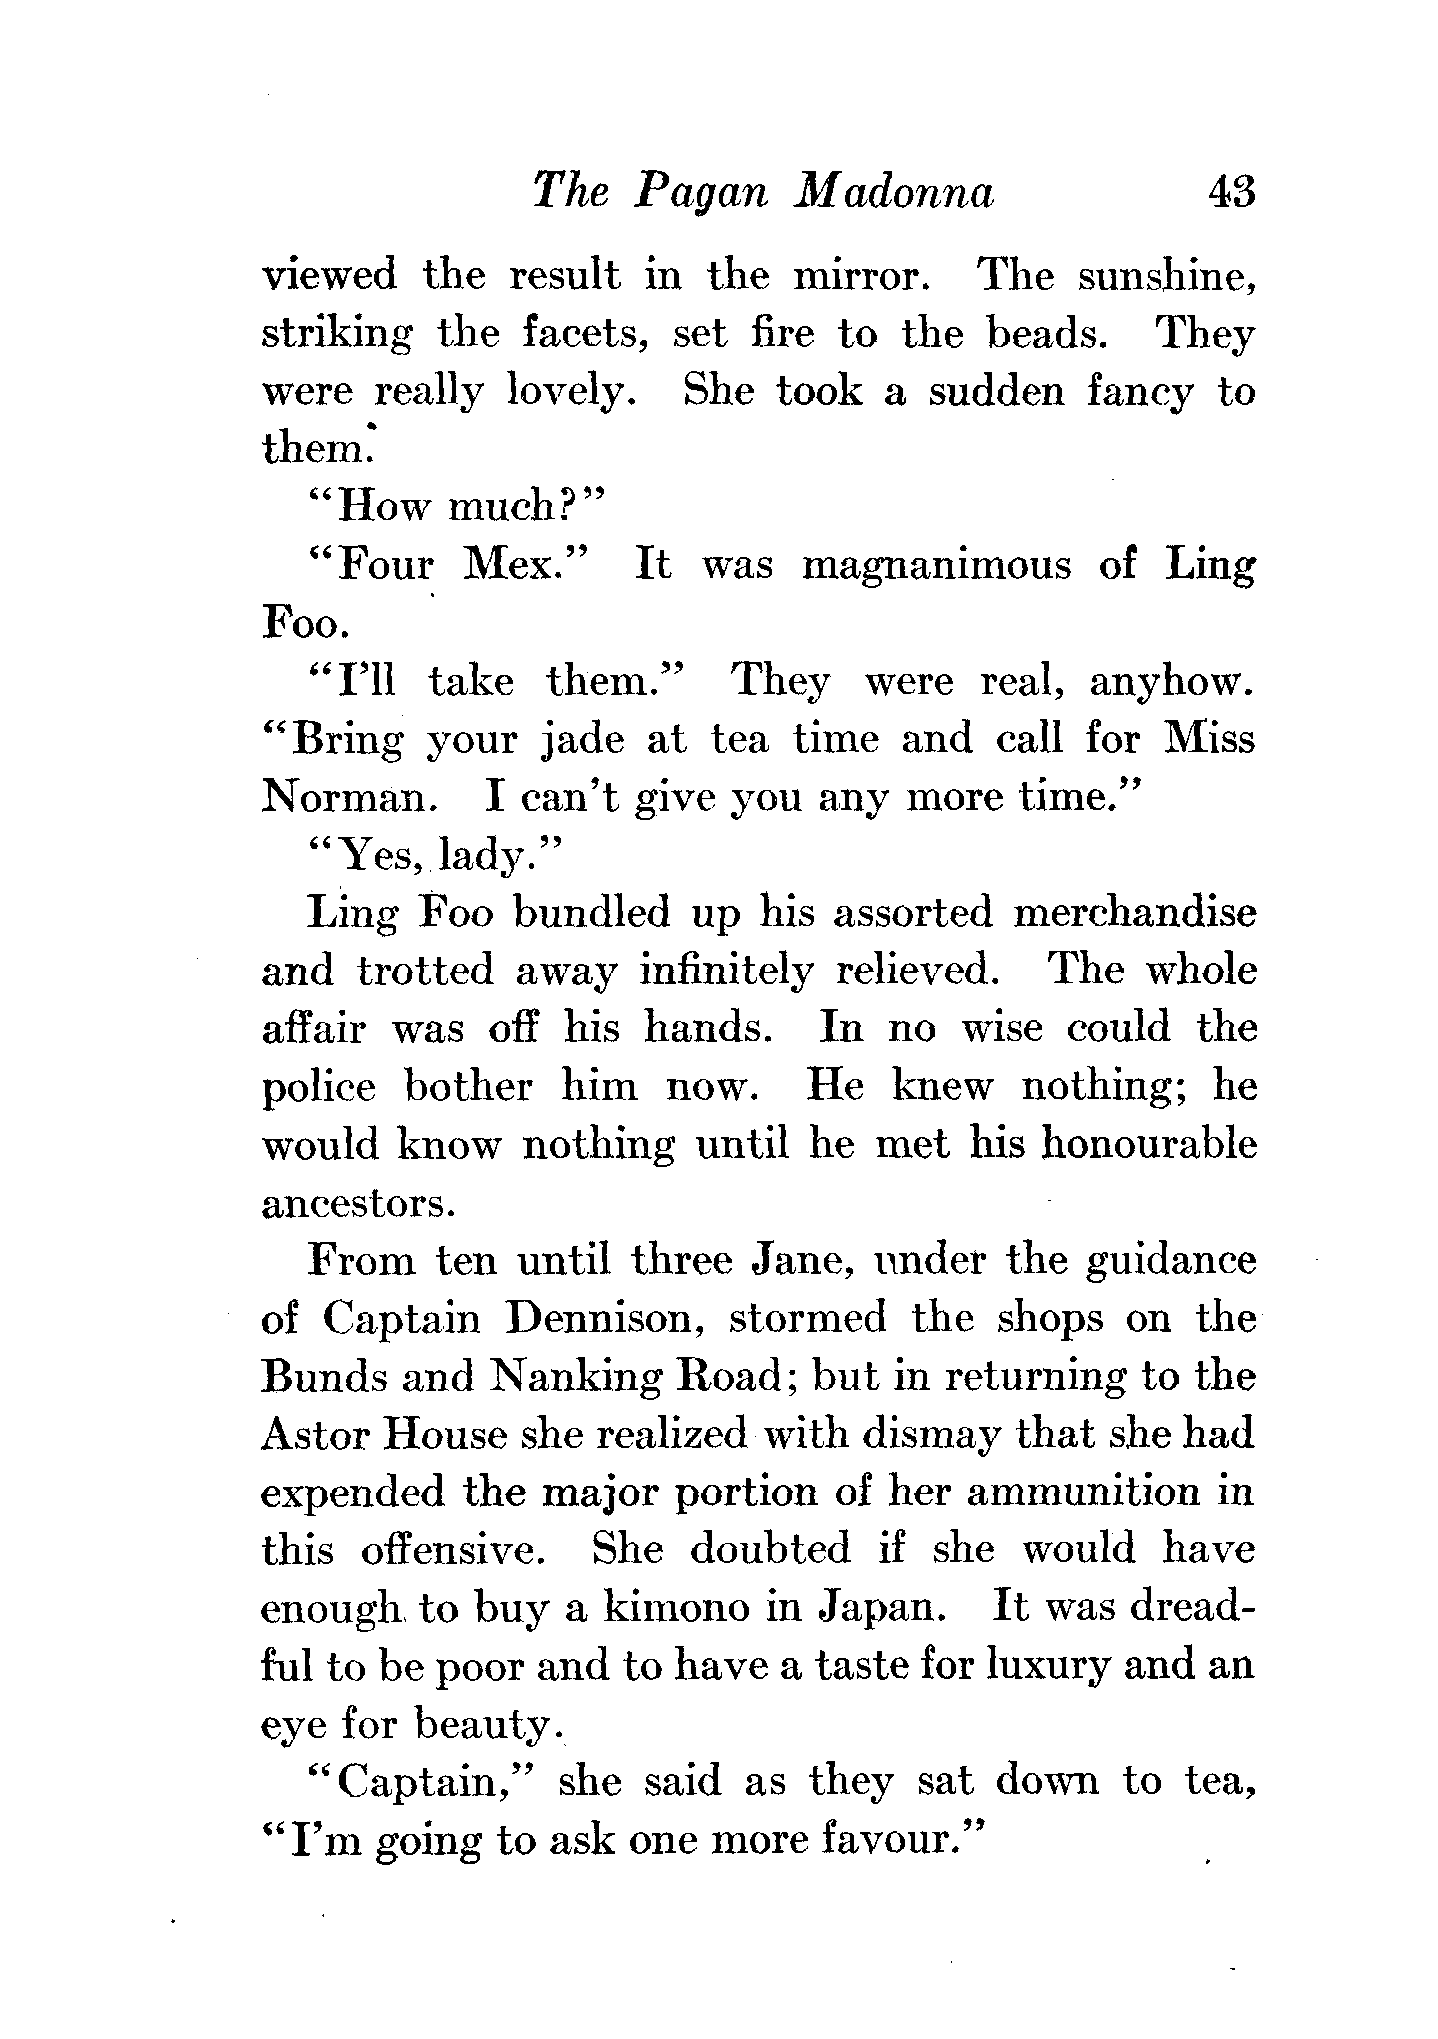 The Pagan Madonna 43
viewed the result in the mirror. The sunshine,
striking the facets, set fire to the beads. They
were really lovely. She took a sudden fancy to
them.
"How much?"
"Four Mex." It was magnanimous of Ling
Foo.
"I'll take them." They were real, anyhow.
"Bring your jade at tea time and call for Miss
Norman. I can't give you any more time."
"Yes, lady."
Ling Foo bundled up his assorted merchandise
and trotted away infinitely relieved. The whole
affair was off his hands. In no wise could the
police bother him now. He knew nothing; he
would know nothing until he met his honourable
ancestors.
From ten until three Jane, under the guidance
of Captain Dennison, stormed the shops on the
Bunds and Nanking Road; but in returning to the
Astor House she realized with dismay that she had
expended the major portion of her ammunition in
this offensive. She doubted if she would have
enough to buy a kimono in Japan. It was dread-
ful to be poor and to have a taste for luxury and an
eye for beauty.
"Captain," she said as they sat down to tea,
"I'm going to ask one more favour."